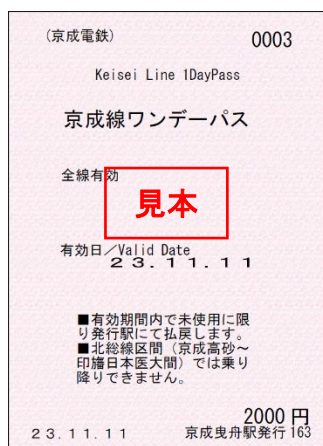 (京成電鉄) 0003
Keisei Line 1DayPass
京成線ワンデーパス
全線有効
見本
有効日／Valid Date
23.11.11
■有効期間内で未使用に限
り発行駅にて払戻します。
■北総線区間（京成高砂～
印旛日本医大間）では乗り
降りできません。
2000円
23.11.11 京成曳舟駅発行163